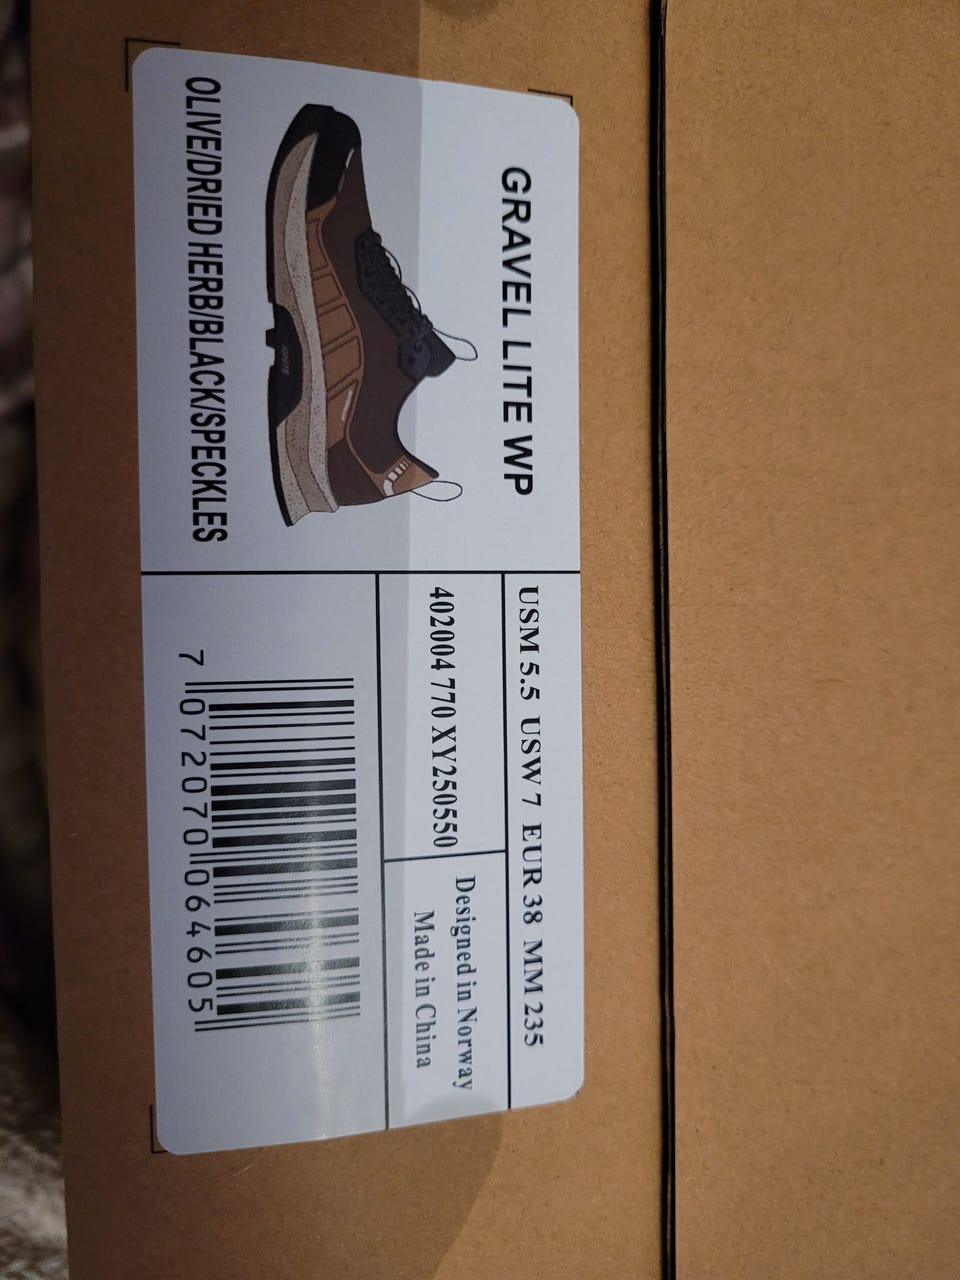 GRAVEL LITE WP
OLIVE/DRIED HERB/BLACK/SPECKLES
USM 5.5 USW 7 EUR 38 MM 235
402004 770 XY250550
Designed in Norway
Made in China
7 072070 064605